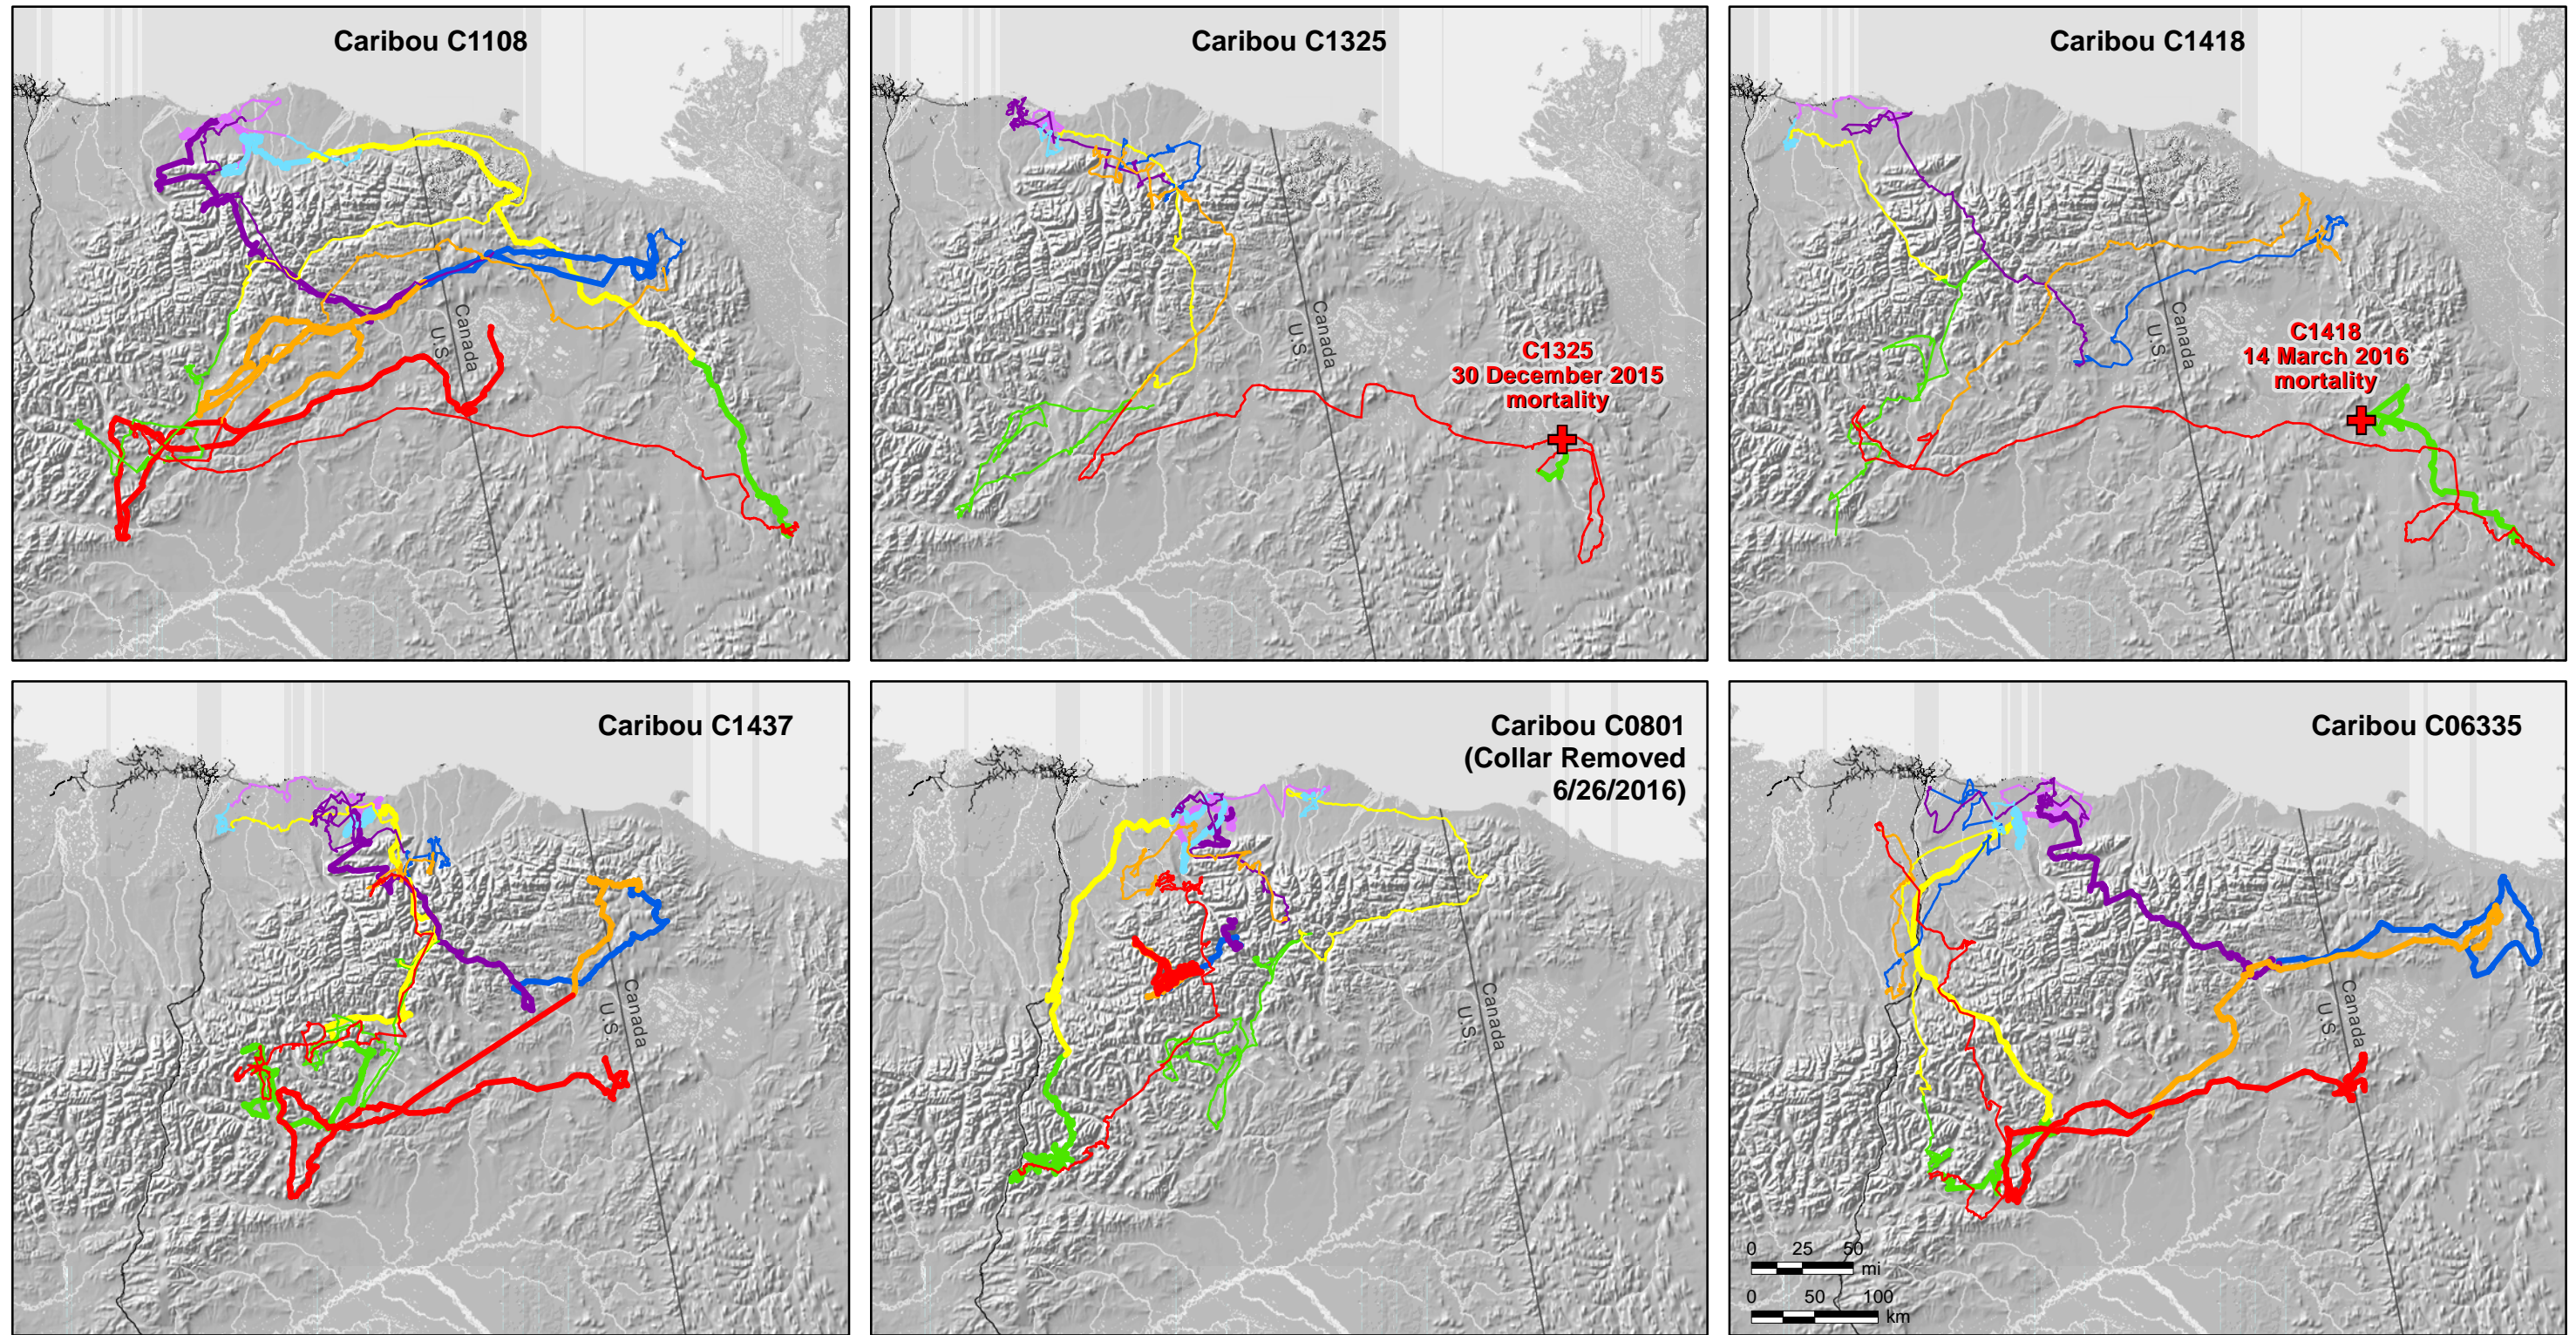 Caribou C1108
Canada
U.S.
Caribou C1325
Canada
U.S.
C1325
30 December 2015
mortality
Caribou C1418
Canada
U.S.
C1418
14 March 2016
mortality
Caribou C1437
Canada
U.S.
Caribou C0801
(Collar Removed
6/26/2016)
Canada
U.S.
Caribou C06335
Canada
U.S.
0 25 50
mi
0 50 100
km